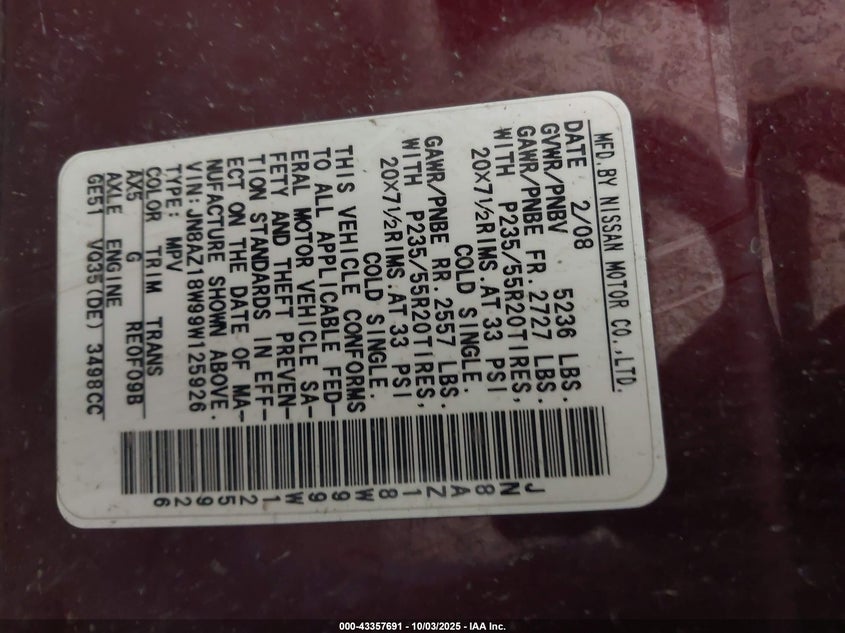 MFD.BY NISSAN MOTOR CO.,LTD.
DATE 2/08
GVWR/PNBV 5236 LBS.
GAWR/PNBE FR.2727 LBS.
WITH P235/55R20TIRES,
20X7½RIMS.AT 33 PSI
COLD SINGLE.
GAWR/PNBE RR.2557 LBS.
WITH P235/55R20TIRES,
20X7½RIMS.AT 33 PSI
COLD SINGLE.
THIS VEHICLE CONFORMS
TO ALL APPLICABLE FED-
ERAL MOTOR VEHICLE SA-
FETY AND THEFT PREVEN-
TION STANDARDS IN EFF-
ECT ON THE DATE OF MA-
NUFACTURE SHOWN ABOVE.
VIN:JN8AZ18W99W125926
TYPE: MPV
COLOR TRIM TRANS
AX5 G RE0F09B
AXLE ENGINE
GE51 VQ35(DE) 3498CC
JN8AZ18W99W125926
000-43357691 - 10/03/2025 - IAA Inc.